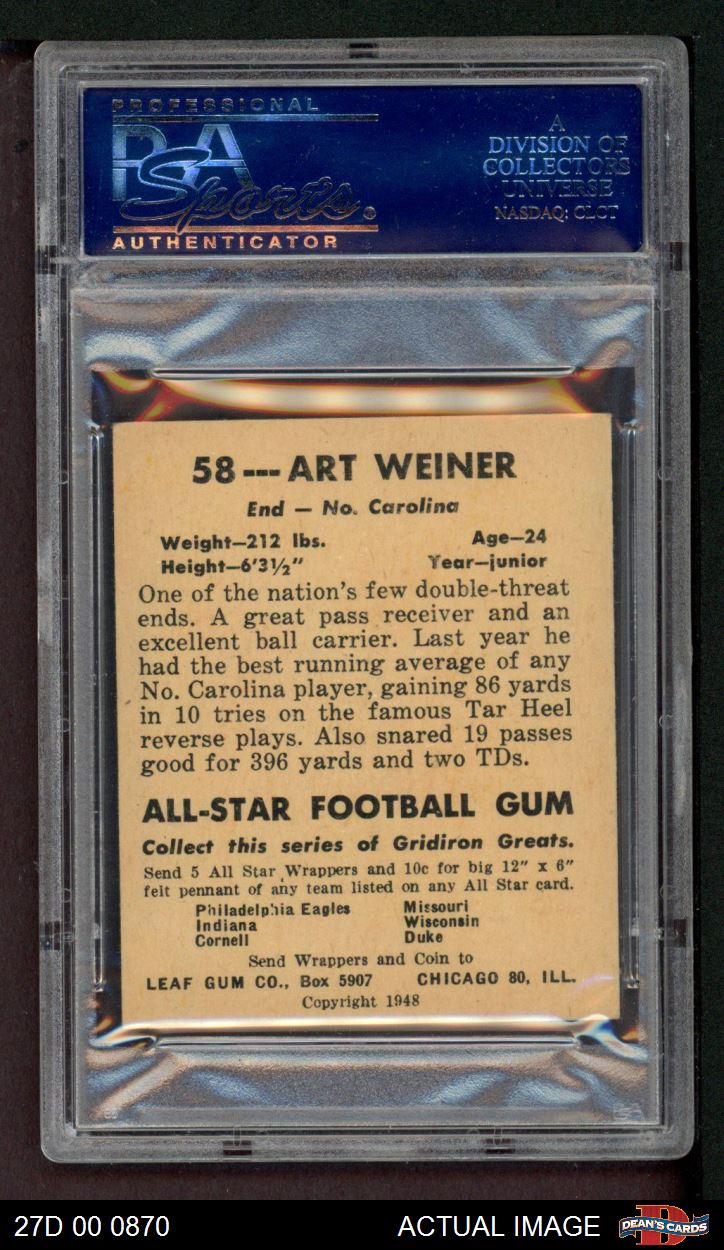 PROFESSIONAL
PSA
Sports®
AUTHENTICATOR
A
DIVISION OF
COLLECTORS
UNIVERSE
NASDAQ: CLCT
58---ART WEINER
End — No. Carolina
Weight—212 lbs. Age—24
Height—6'3½" Year—junior
One of the nation's few double-threat
ends. A great pass receiver and an
excellent ball carrier. Last year he
had the best running average of any
No. Carolina player, gaining 86 yards
in 10 tries on the famous Tar Heel
reverse plays. Also snared 19 passes
good for 396 yards and two TDs.
ALL-STAR FOOTBALL GUM
Collect this series of Gridiron Greats.
Send 5 All Star Wrappers and 10c for big 12" x 6"
felt pennant of any team listed on any All Star card.
Philadelphia Eagles Missouri
Indiana Wisconsin
Cornell Duke
Send Wrappers and Coin to
LEAF GUM CO., Box 5907 CHICAGO 80, ILL.
Copyright 1948
27D 00 0870 ACTUAL IMAGE DEAN'S CARDS